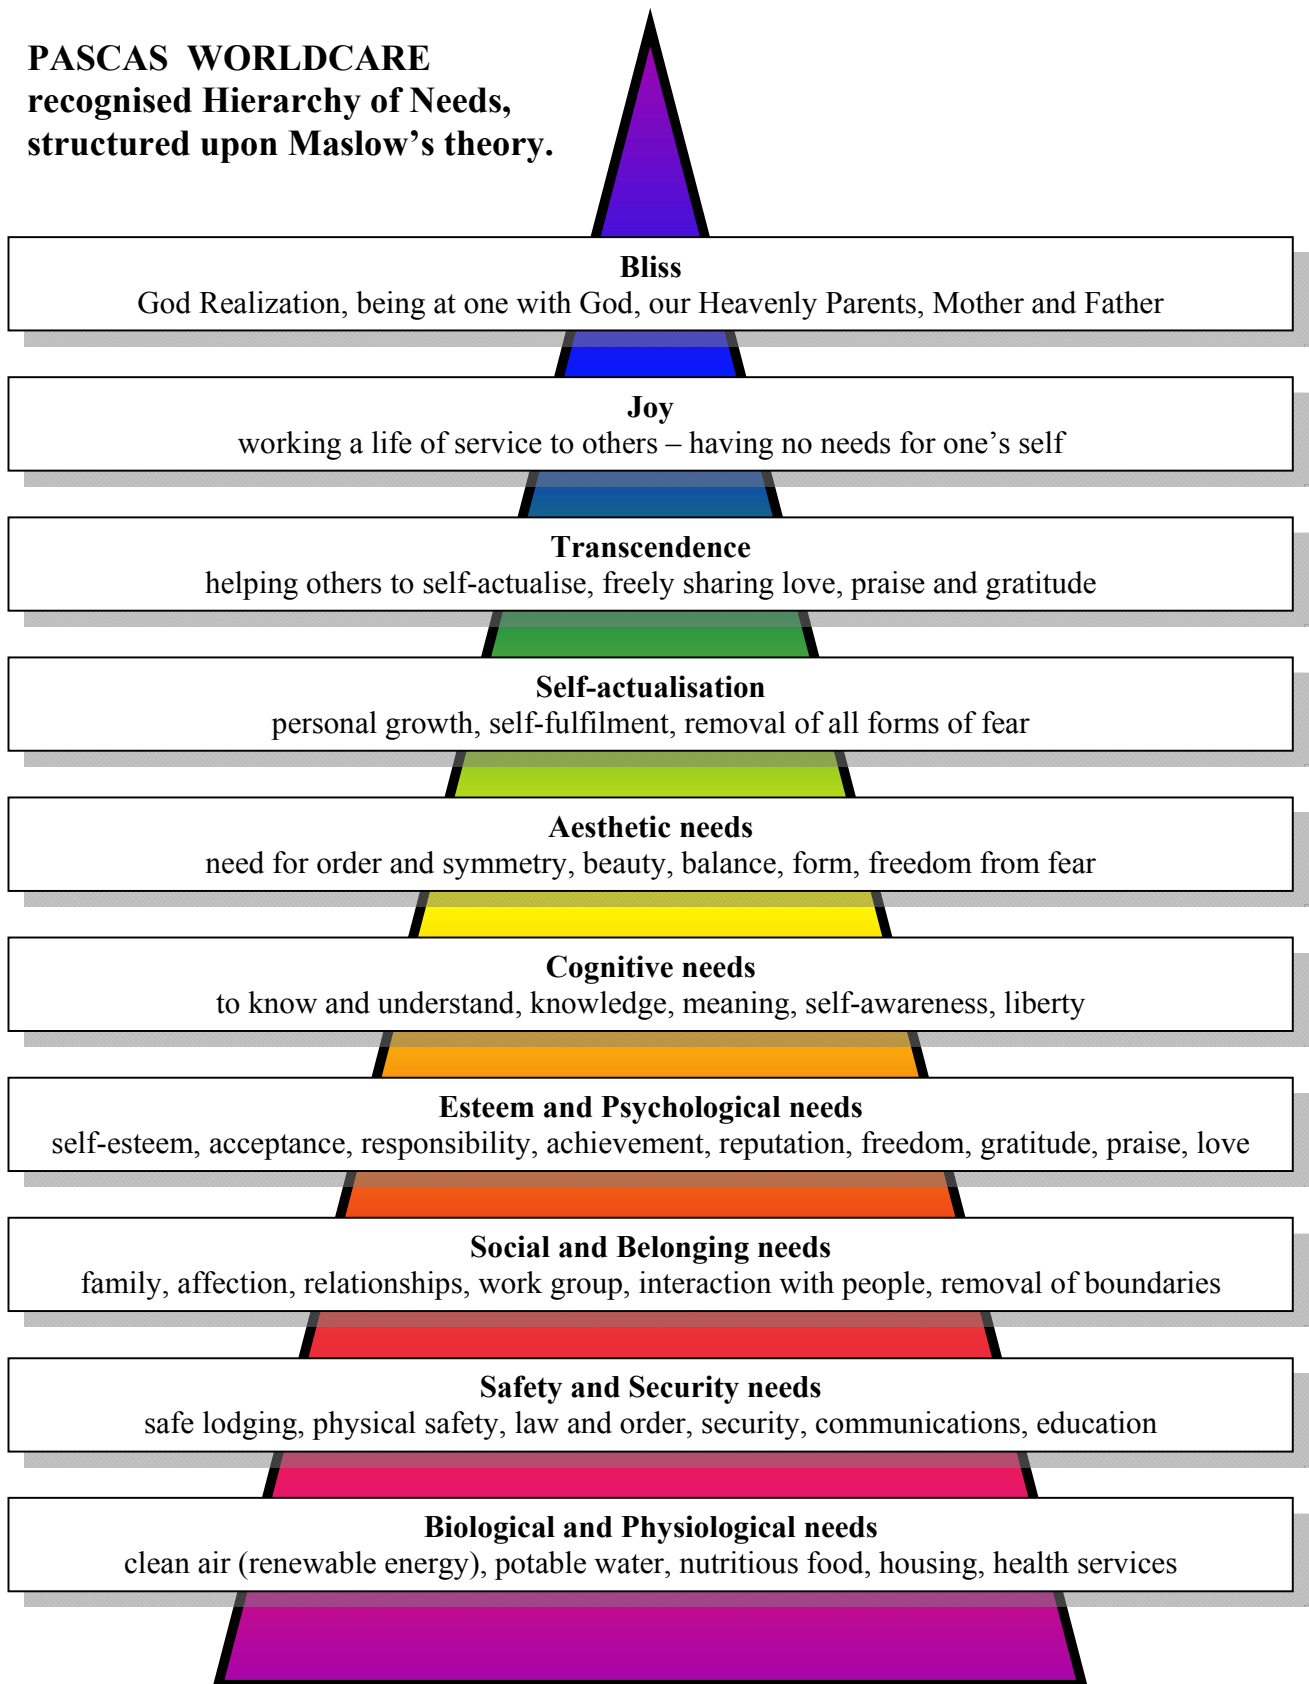 PASCAS WORLDCARE
recognised Hierarchy of Needs,
structured upon Maslow’s theory.
Bliss
God Realization, being at one with God, our Heavenly Parents, Mother and Father
Joy
working a life of service to others – having no needs for one’s self
Transcendence
helping others to self-actualise, freely sharing love, praise and gratitude
Self-actualisation
personal growth, self-fulfilment, removal of all forms of fear
Aesthetic needs
need for order and symmetry, beauty, balance, form, freedom from fear
Cognitive needs
to know and understand, knowledge, meaning, self-awareness, liberty
Esteem and Psychological needs
self-esteem, acceptance, responsibility, achievement, reputation, freedom, gratitude, praise, love
Social and Belonging needs
family, affection, relationships, work group, interaction with people, removal of boundaries
Safety and Security needs
safe lodging, physical safety, law and order, security, communications, education
Biological and Physiological needs
clean air (renewable energy), potable water, nutritious food, housing, health services